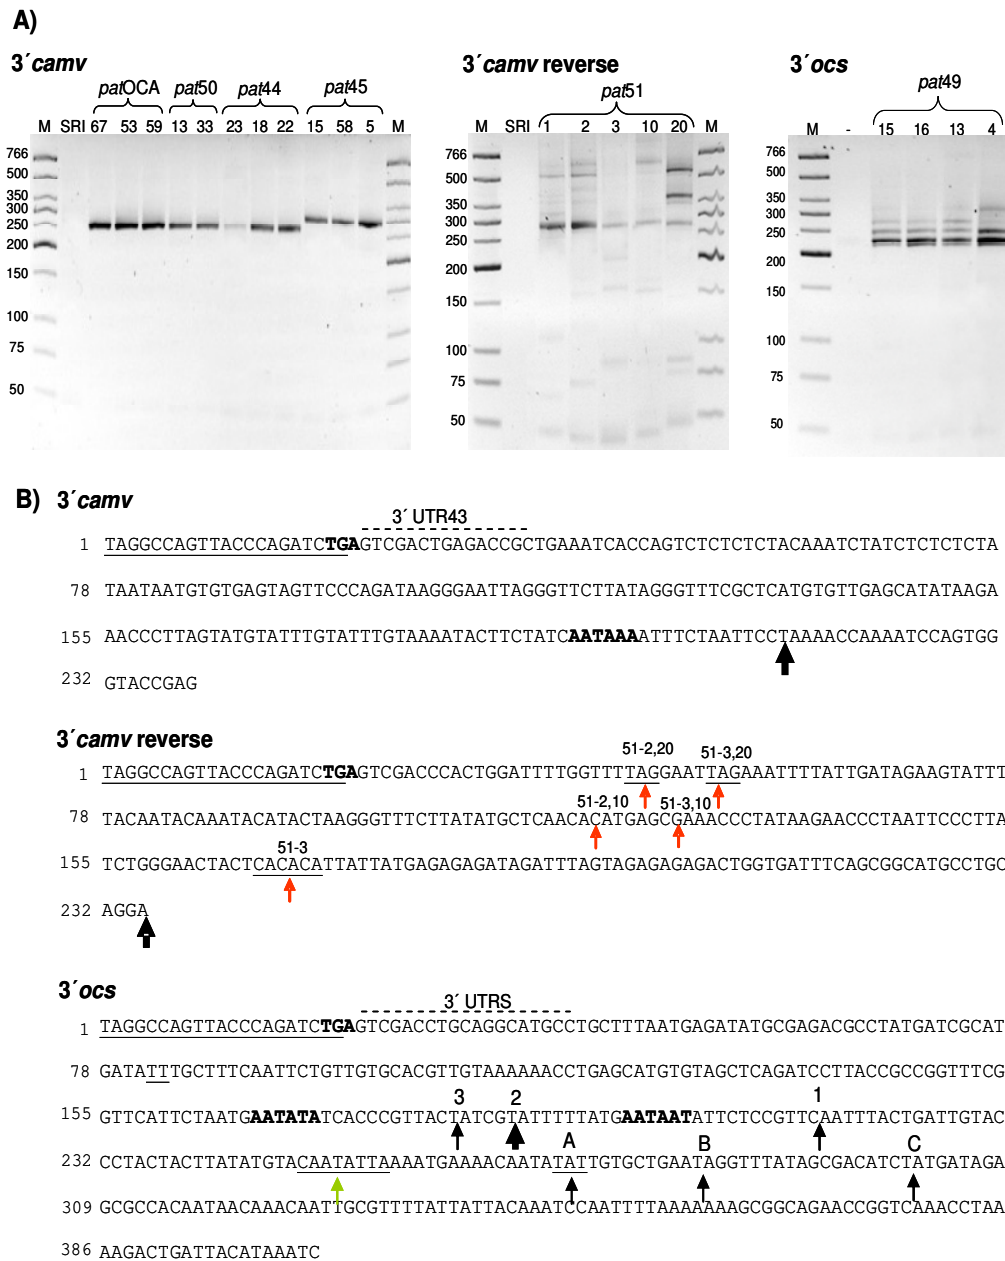 A)
3´camv
patOCA pat50 pat44 pat45
M SRI 67 53 59 13 33 23 18 22 15 58 5 M
766
500
350
300
250
200
150
100
75
50
3´camv reverse
pat51
M SRI 1 2 3 10 20 M
766
500
350
300
250
200
150
100
75
50
3´ocs
pat49
M - 15 16 13 4
766
500
350
300
250
200
150
100
75
50
B) 3´camv
3´ UTR43
1 TAGGCCAGTTACCCAGATCTGAGTCGACTGAGACCGCTGAAATCACCAGTCTCTCTCTACAAATCTATCTCTCTCTA
78 TAATAATGTGTGAGTAGTTCCCAGATAAGGGAATTAGGGTTCTTATAGGGTTTCGCTCATGTGTTGAGCATATAAGA
155 AACCCTTAGTATGTATTTGTATTTGTAAAATACTTCTATCAATAAAATTTCTAATTCCTAAAACCAAAATCCAGTGG
232 GTACCGAG
3´camv reverse
51-2,20 51-3,20
1 TAGGCCAGTTACCCAGATCTGAGTCGACCCACTGGATTTTGGTTTTAGGAATTAGAAATTTTATTGATAGAAGTATTT
51-2,10 51-3,10
78 TACAATACAAATACATACTAAGGGTTTCTTATATGCTCAACACATGAGCGAAACCCTATAAGAACCCTAATTCCCTTA
51-3
155 TCTGGGAACTACTCACACATTATTATGAGAGAGATAGATTTAGTAGAGAGAGACTGGTGATTTCAGCGGCATGCCTGC
232 AGGA
3´ocs
3´ UTRS
1 TAGGCCAGTTACCCAGATCTGAGTCGACCTGCAGGCATGCCTGCTTTAATGAGATATGCGAGACGCCTATGATCGCAT
78 GATATTTGCTTTCAATTCTGTTGTGCACGTTGTAAAAAACCTGAGCATGTGTAGCTCAGATCCTTACCGCCGGTTTCG
3 2 1
155 GTTCATTCTAATGAATATATCACCCGTTACTATCGTATTTTTATGAATAATATTCTCCGTTCAATTTACTGATTGTAC
A B C
232 CCTACTACTTATATGTACAATATTAAAATGAAAACAATATATTGTGCTGAATAGGTTTATAGCGACATCTATGATAGA
309 GCGCCACAATAACAAACAATTGCGTTTTATTATTACAAATCCAATTTTAAAAAAAGCGGCAGAACCGGTCAAACCTAA
386 AAGACTGATTACATAAATC